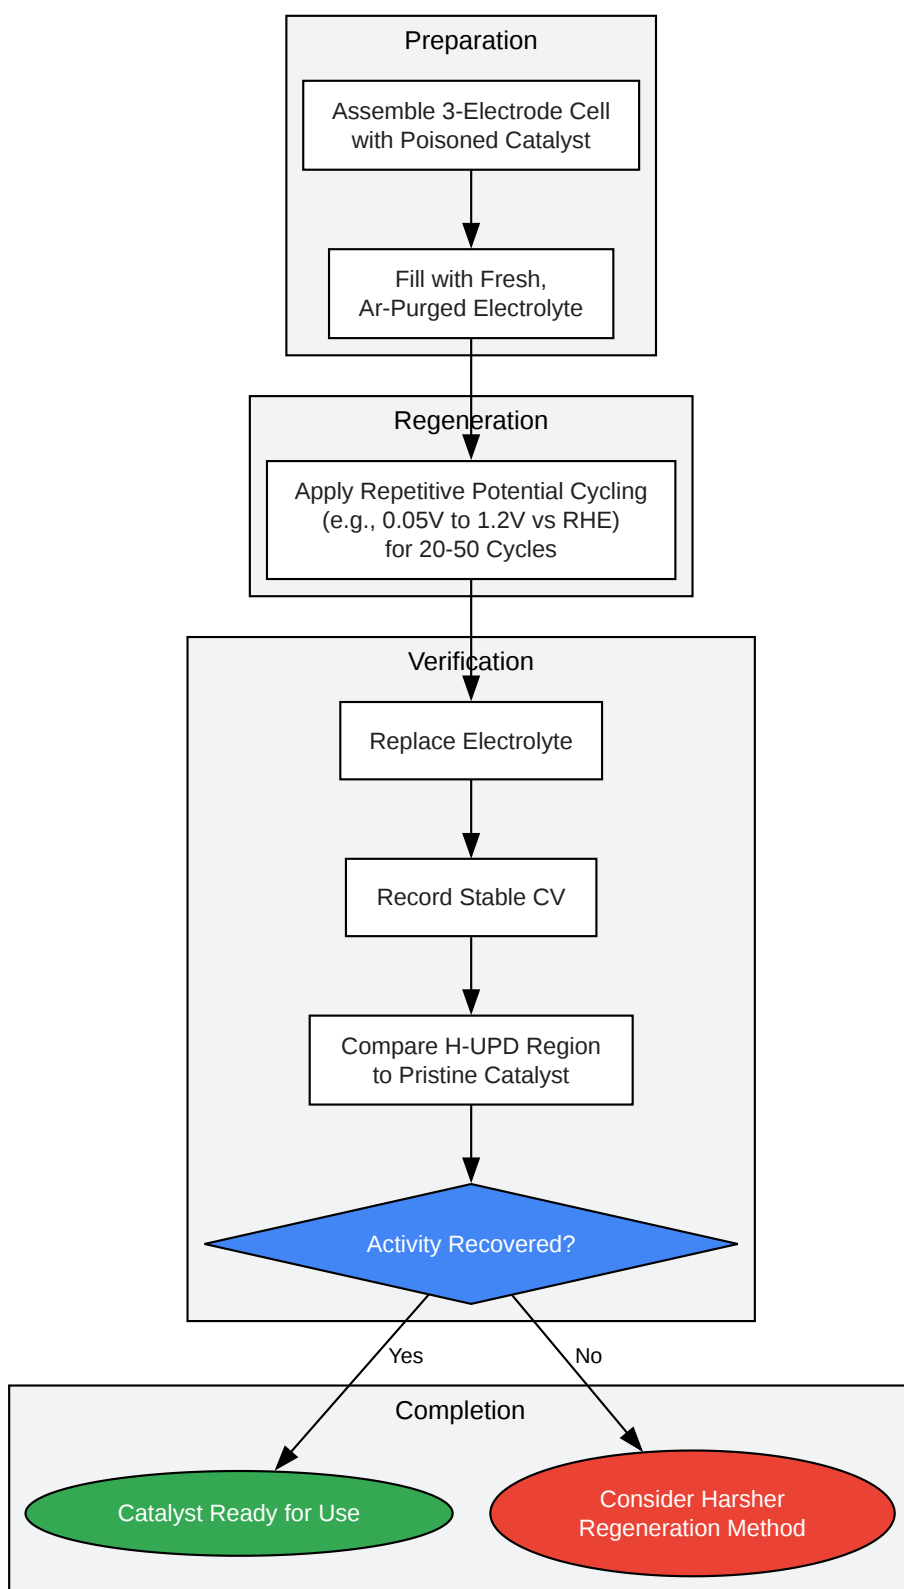 Preparation
Assemble 3-Electrode Cell
with Poisoned Catalyst
Fill with Fresh,
Ar-Purged Electrolyte
Regeneration
Apply Repetitive Potential Cycling
(e.g., 0.05V to 1.2V vs RHE)
for 20-50 Cycles
Verification
Replace Electrolyte
Record Stable CV
Compare H-UPD Region
to Pristine Catalyst
Activity Recovered?
Yes
No
Completion
Catalyst Ready for Use
Consider Harsher
Regeneration Method